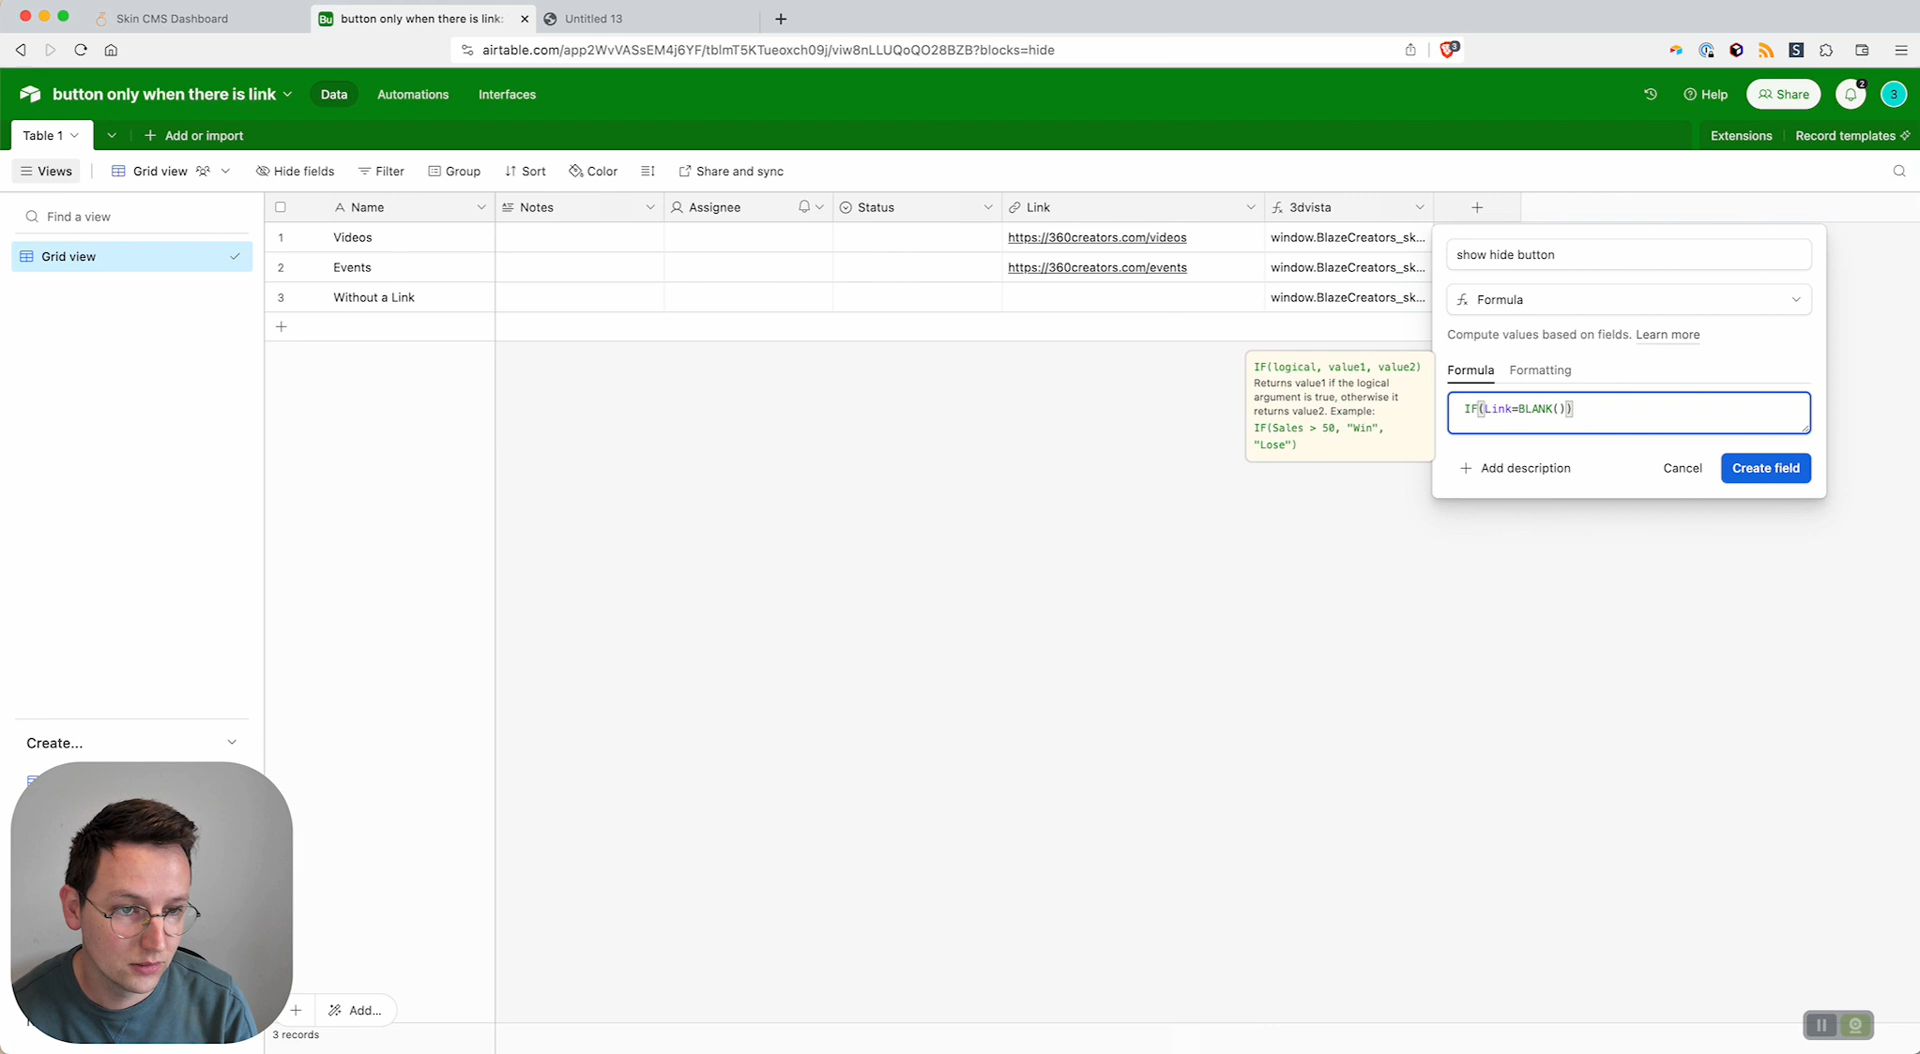 Skin CMS Dashboard
Bu button only when there is link:
Untitled 13
airtable.com/app2WvVASsEM4j6YF/tblmT5KTueoxch09j/viw8nLLUQoQO28BZB?blocks=hide
3
button only when there is link
Data
Automations
Interfaces
Help
Share
2
3
Table 1
Add or import
Extensions
Record templates
Views
Grid view
Hide fields
Filter
Group
Sort
Color
Share and sync
Find a view
Grid view
Name
Notes
Assignee
Status
Link
3dvista
1 Videos https://360creators.com/videos window.BlazeCreators_sk...
2 Events https://360creators.com/events window.BlazeCreators_sk...
3 Without a Link window.BlazeCreators_sk...
show hide button
Formula
Compute values based on fields. Learn more
Formula
Formatting
IF(Link=BLANK())
Add description
Cancel
Create field
IF(logical, value1, value2)
Returns value1 if the logical
argument is true, otherwise it
returns value2. Example:
IF(Sales > 50, "Win",
"Lose")
Create...
Add...
3 records